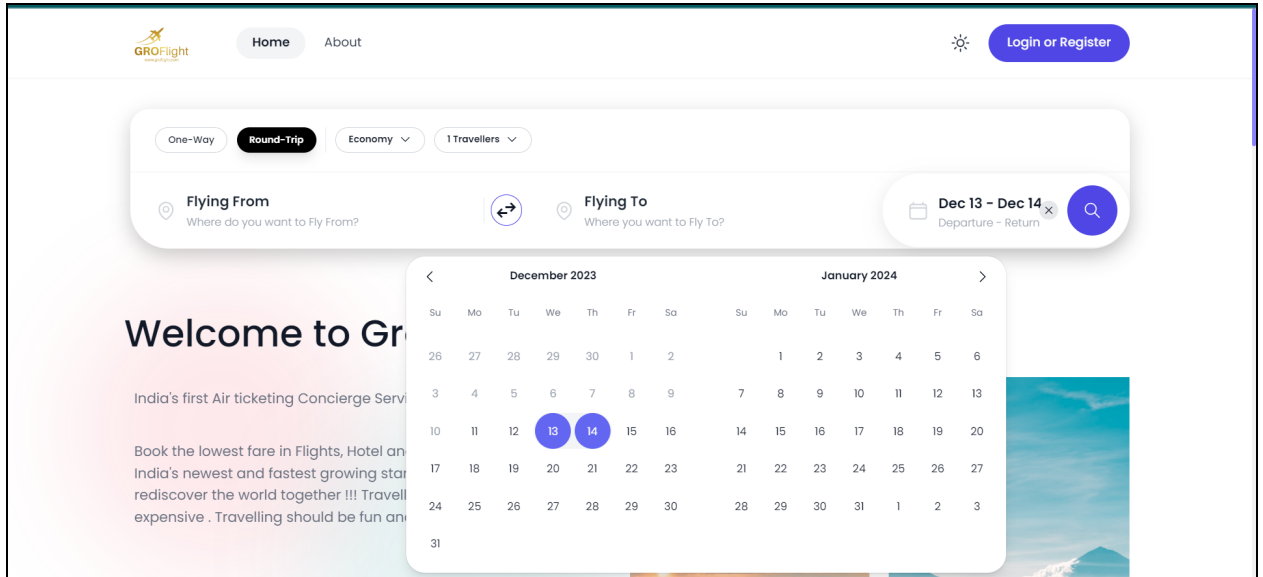 GROFlight
Home About Login or Register
One-Way Round-Trip Economy 1 Travellers
Flying From
Where do you want to Fly From?
Flying To
Where you want to Fly To?
Dec 13 - Dec 14
Departure - Return
December 2023
Su Mo Tu We Th Fr Sa
26 27 28 29 30 1 2
3 4 5 6 7 8 9
10 11 12 13 14 15 16
17 18 19 20 21 22 23
24 25 26 27 28 29 30
31
January 2024
Su Mo Tu We Th Fr Sa
1 2 3 4 5 6
7 8 9 10 11 12 13
14 15 16 17 18 19 20
21 22 23 24 25 26 27
28 29 30 31 1 2 3
Welcome to Gr
India's first Air ticketing Concierge Servi
Book the lowest fare in Flights, Hotel an
India's newest and fastest growing star
rediscover the world together !!! Travell
expensive . Travelling should be fun an